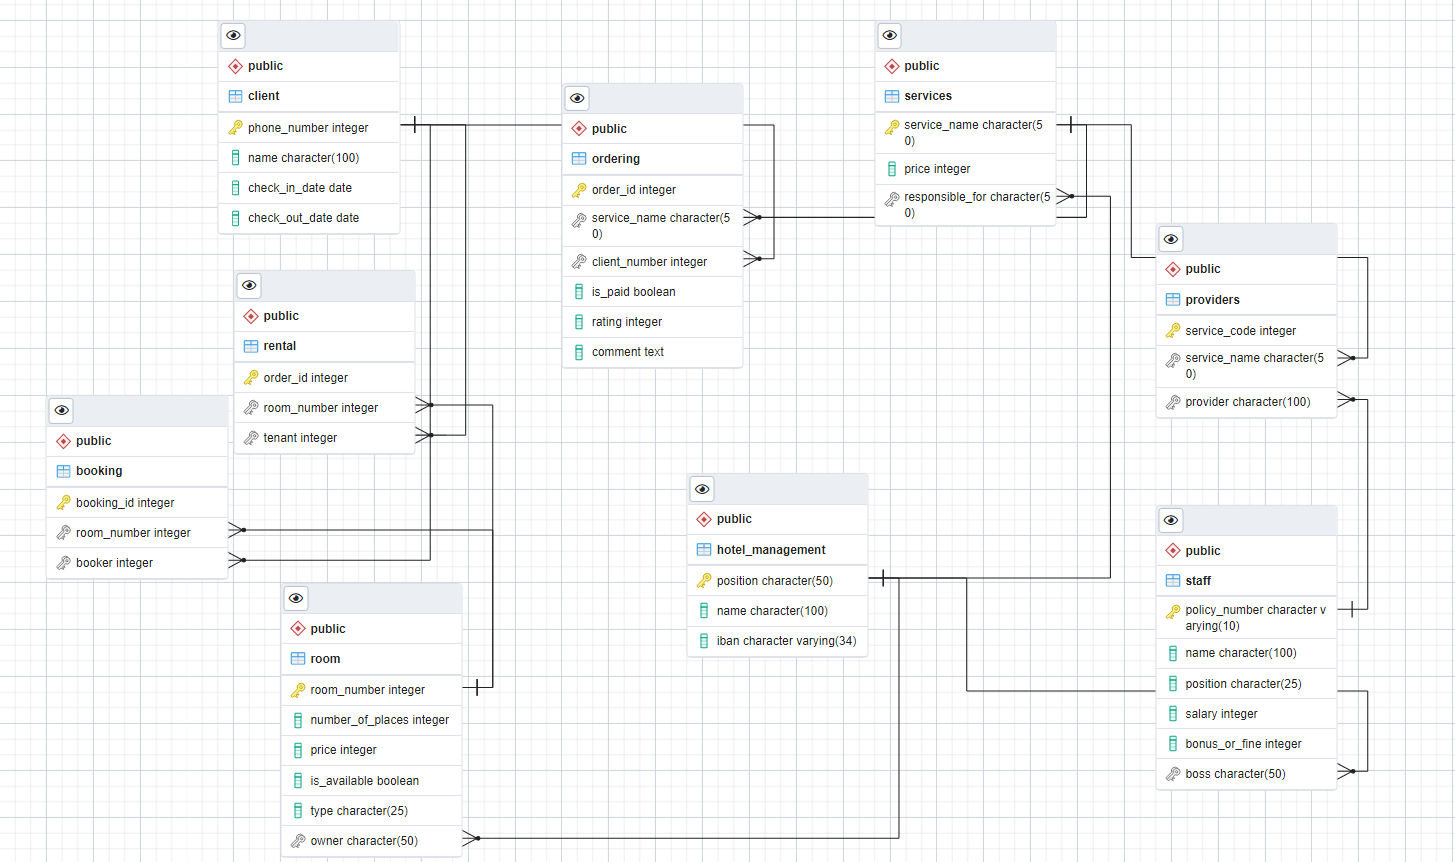 public
client
phone_number integer
name character(100)
check_in_date date
check_out_date date
public
ordering
order_id integer
service_name character(5
0)
client_number integer
is_paid boolean
rating integer
comment text
public
services
service_name character(5
0)
price integer
responsible_for character(5
0)
public
providers
service_code integer
service_name character(5
0)
provider character(100)
public
rental
order_id integer
room_number integer
tenant integer
public
booking
booking_id integer
room_number integer
booker integer
public
hotel_management
position character(50)
name character(100)
iban character varying(34)
public
staff
policy_number character v
arying(10)
name character(100)
position character(25)
salary integer
bonus_or_fine integer
boss character(50)
public
room
room_number integer
number_of_places integer
price integer
is_available boolean
type character(25)
owner character(50)